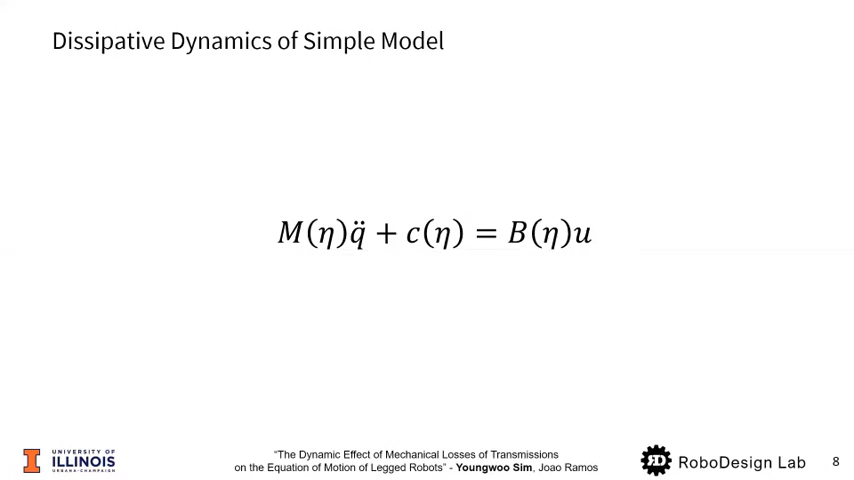 Dissipative Dynamics of Simple Model
M(η)q̈ + c(η) = B(η)u
I
UNIVERSITY OF
ILLINOIS
URBANA-CHAMPAIGN
“The Dynamic Effect of Mechanical Losses of Transmissions
on the Equation of Motion of Legged Robots” - Youngwoo Sim, Joao Ramos
RoboDesign Lab
8